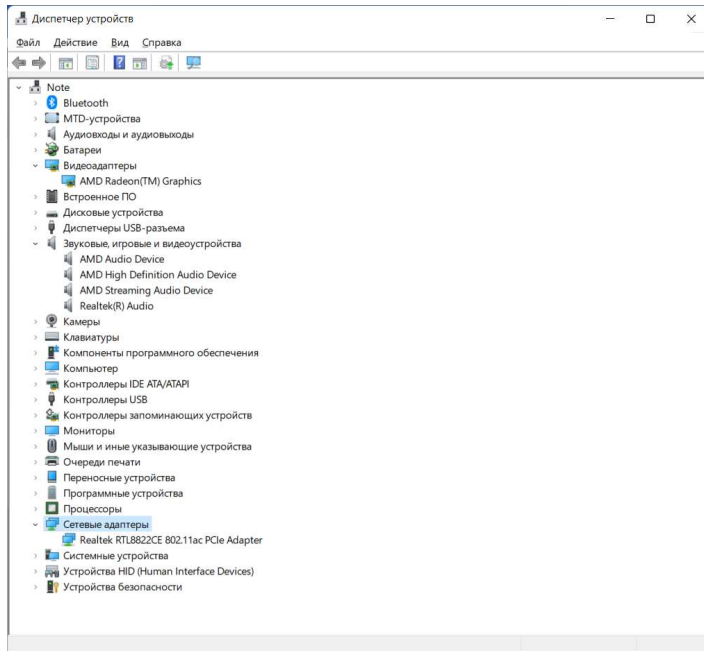 Диспетчер устройств
Файл Действие Вид Справка
Note
Bluetooth
MTD-устройства
Аудиовходы и аудиовыходы
Батареи
Видеоадаптеры
AMD Radeon(TM) Graphics
Встроенное ПО
Дисковые устройства
Диспетчеры USB-разъема
Звуковые, игровые и видеоустройства
AMD Audio Device
AMD High Definition Audio Device
AMD Streaming Audio Device
Realtek(R) Audio
Камеры
Клавиатуры
Компоненты программного обеспечения
Компьютер
Контроллеры IDE ATA/ATAPI
Контроллеры USB
Контроллеры запоминающих устройств
Мониторы
Мыши и иные указывающие устройства
Очереди печати
Переносные устройства
Программные устройства
Процессоры
Сетевые адаптеры
Realtek RTL8822CE 802.11ac PCIe Adapter
Системные устройства
Устройства HID (Human Interface Devices)
Устройства безопасности